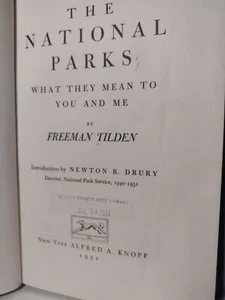 THE
NATIONAL
PARKS
WHAT THEY MEAN TO
YOU AND ME
BY
FREEMAN TILDEN
Introduction by NEWTON B. DRURY
Director, National Park Service, 1940-1951
New York ALFRED A. KNOPF
1951